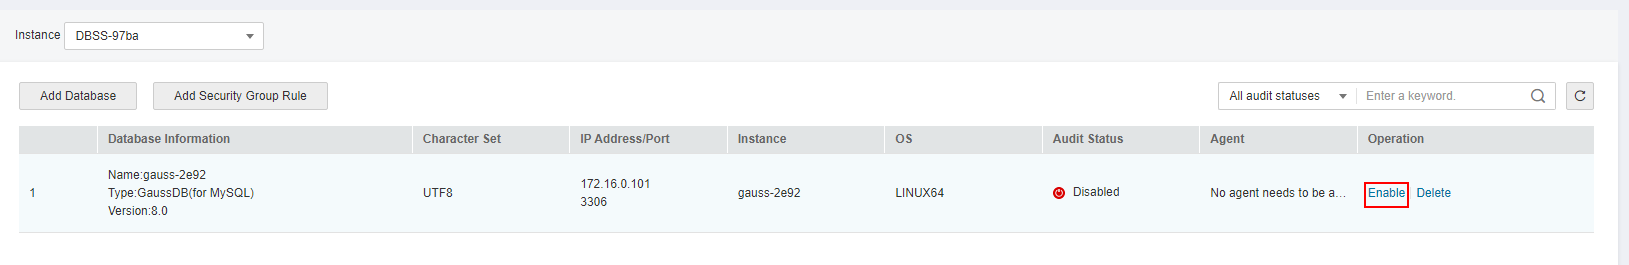 Instance DBSS-97ba
Add Database Add Security Group Rule All audit statuses Enter a keyword.
Database Information Character Set IP Address/Port Instance OS Audit Status Agent Operation
Name:gauss-2e92
Type:GaussDB(for MySQL)
Version:8.0
1
UTF8
172.16.0.101
3306
gauss-2e92
LINUX64
Disabled
No agent needs to be a...
Enable Delete